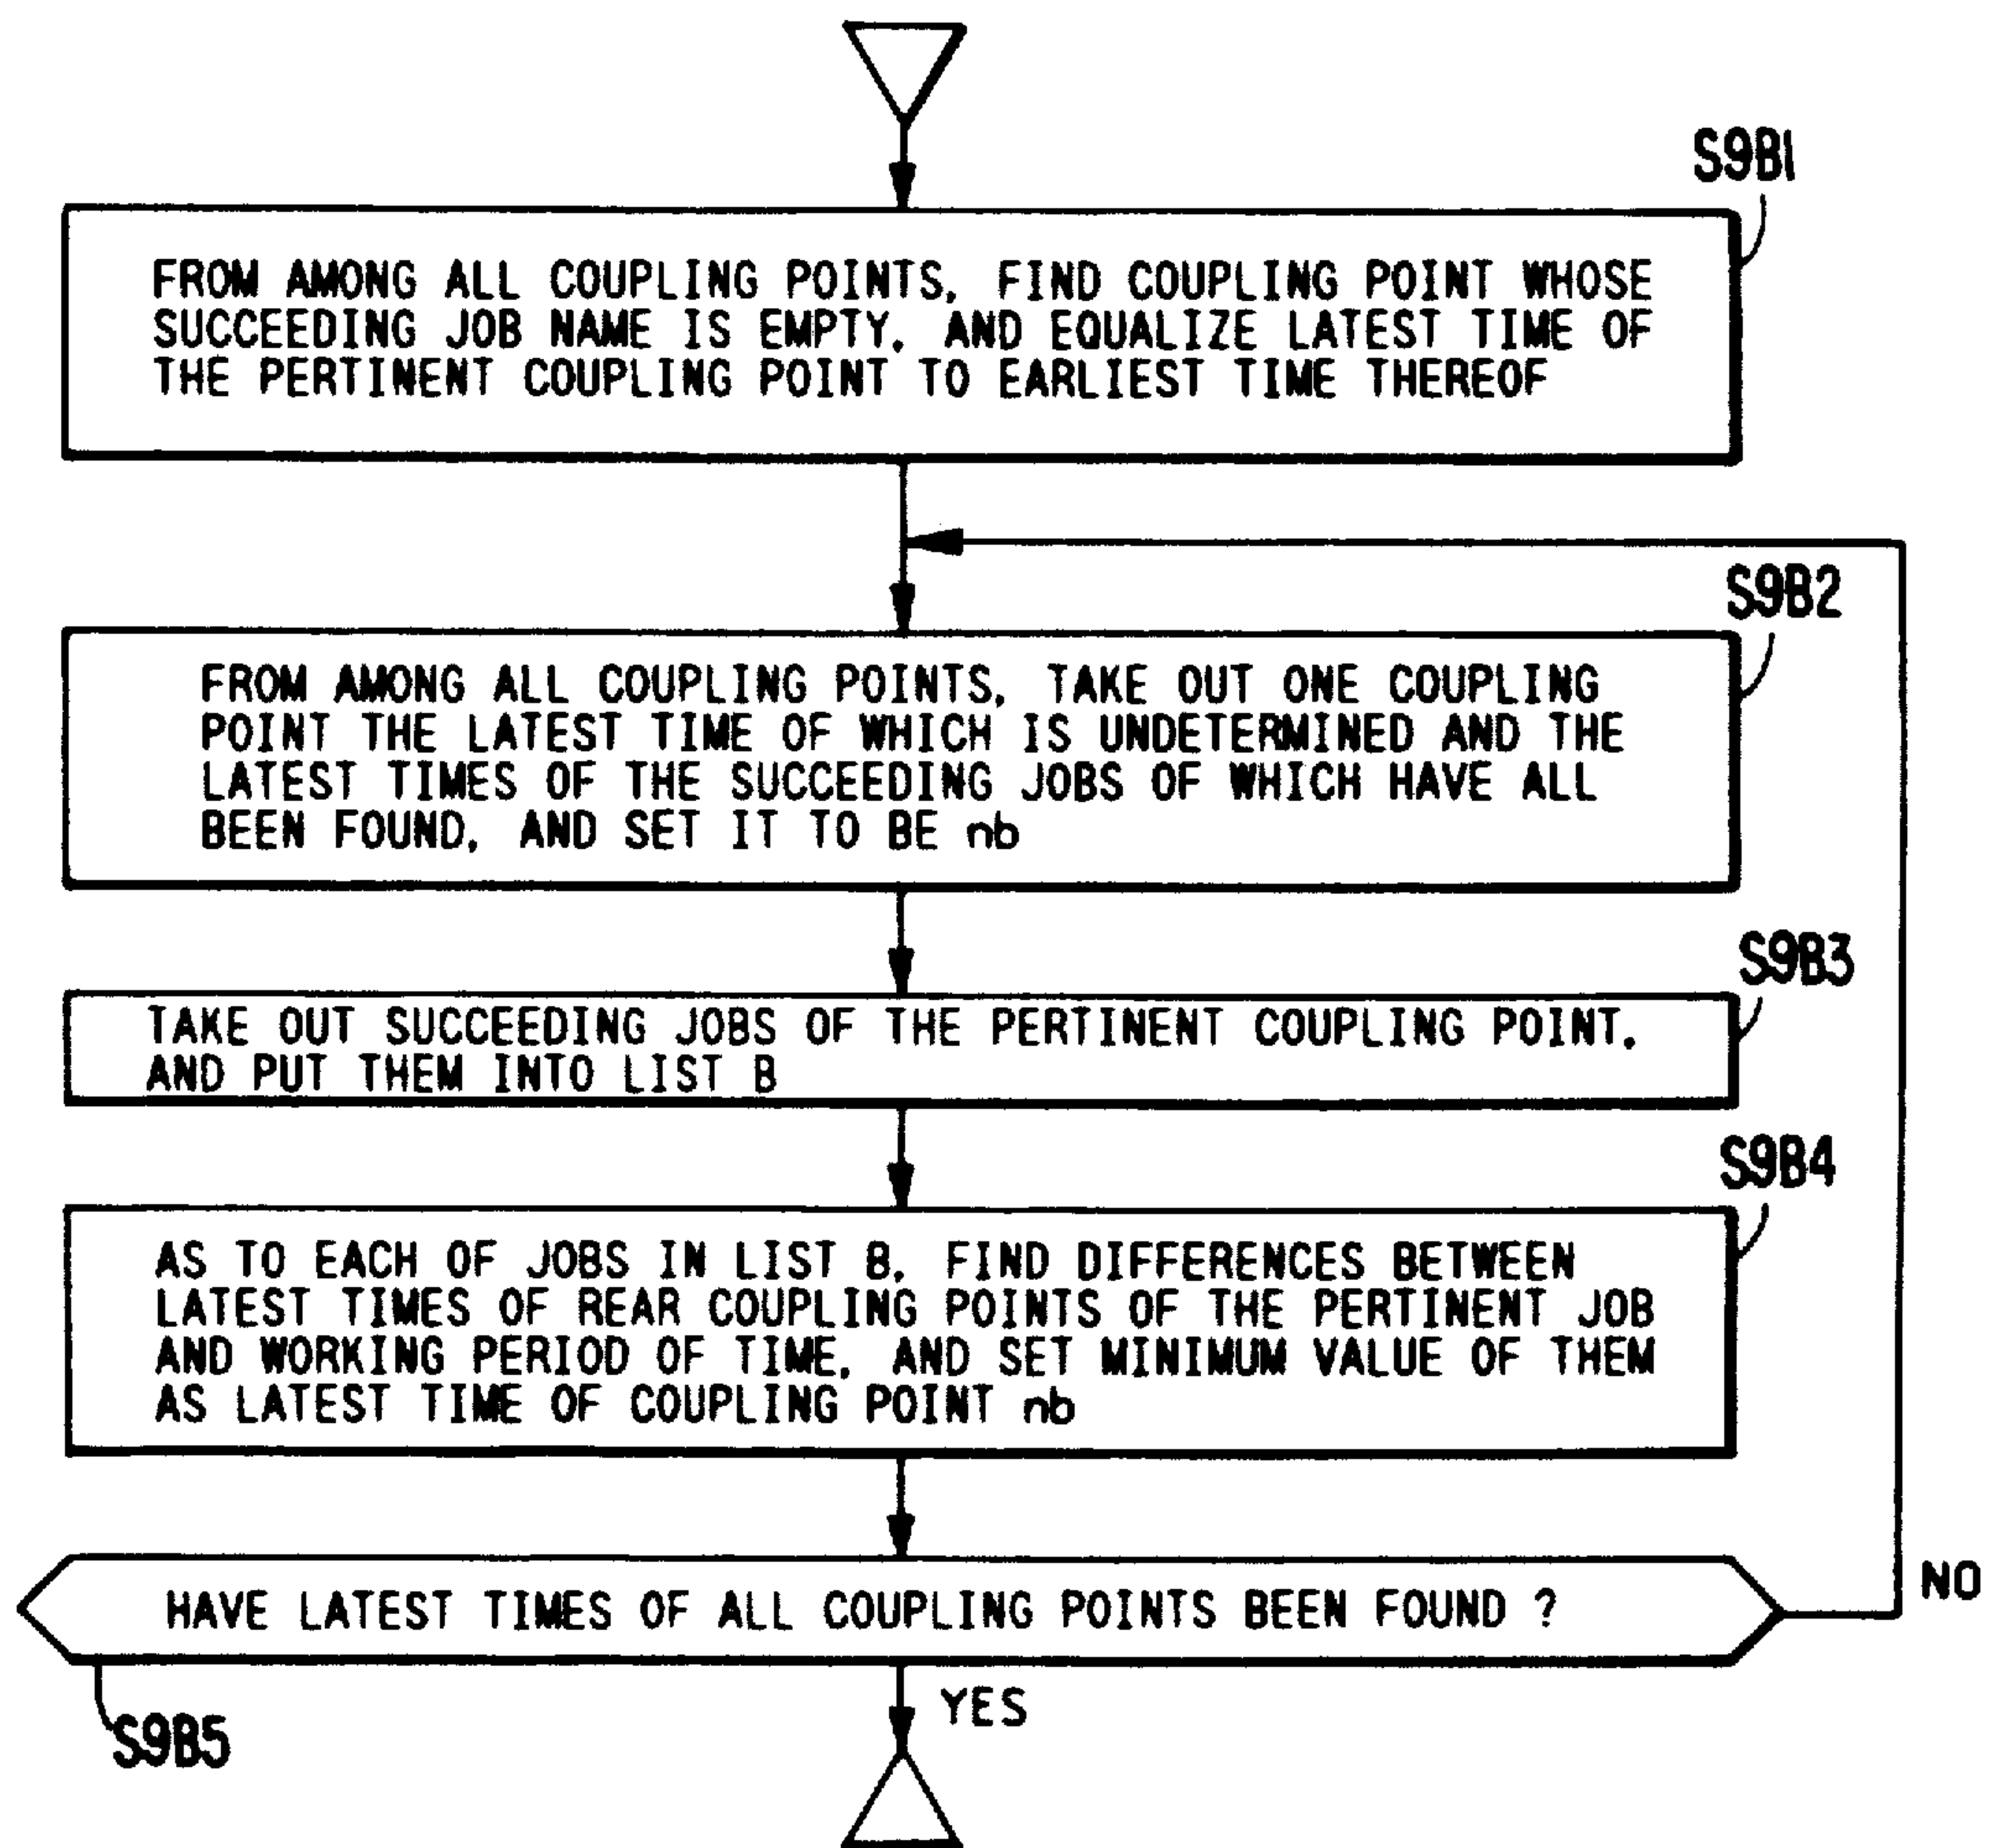 S9B1
FROM AMONG ALL COUPLING POINTS, FIND COUPLING POINT WHOSE
SUCCEEDING JOB NAME IS EMPTY, AND EQUALIZE LATEST TIME OF
THE PERTINENT COUPLING POINT TO EARLIEST TIME THEREOF
S9B2
FROM AMONG ALL COUPLING POINTS, TAKE OUT ONE COUPLING
POINT THE LATEST TIME OF WHICH IS UNDETERMINED AND THE
LATEST TIMES OF THE SUCCEEDING JOBS OF WHICH HAVE ALL
BEEN FOUND, AND SET IT TO BE nb
S9B3
TAKE OUT SUCCEEDING JOBS OF THE PERTINENT COUPLING POINT,
AND PUT THEM INTO LIST B
S9B4
AS TO EACH OF JOBS IN LIST B, FIND DIFFERENCES BETWEEN
LATEST TIMES OF REAR COUPLING POINTS OF THE PERTINENT JOB
AND WORKING PERIOD OF TIME, AND SET MINIMUM VALUE OF THEM
AS LATEST TIME OF COUPLING POINT nb
HAVE LATEST TIMES OF ALL COUPLING POINTS BEEN FOUND ?
NO
YES
S9B5